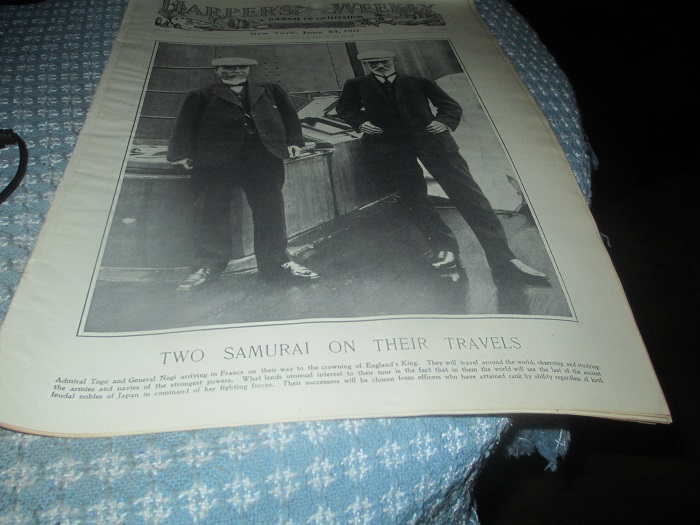 HARPER'S WEEKLY
JOURNAL OF CIVILIZATION
New York, June 24, 1911
TWO SAMURAI ON THEIR TRAVELS
Admiral Togo and General Nogi arriving in France on their way to the crowning of England's King. They will travel around the world, observing and studying
the armies and navies of the strongest powers. What lends unusual interest to their tour is the fact that in them the world will see the last of the ancient
feudal nobles of Japan in command of her fighting forces. Their successors will be chosen from officers who have attained rank by ability regardless of birth